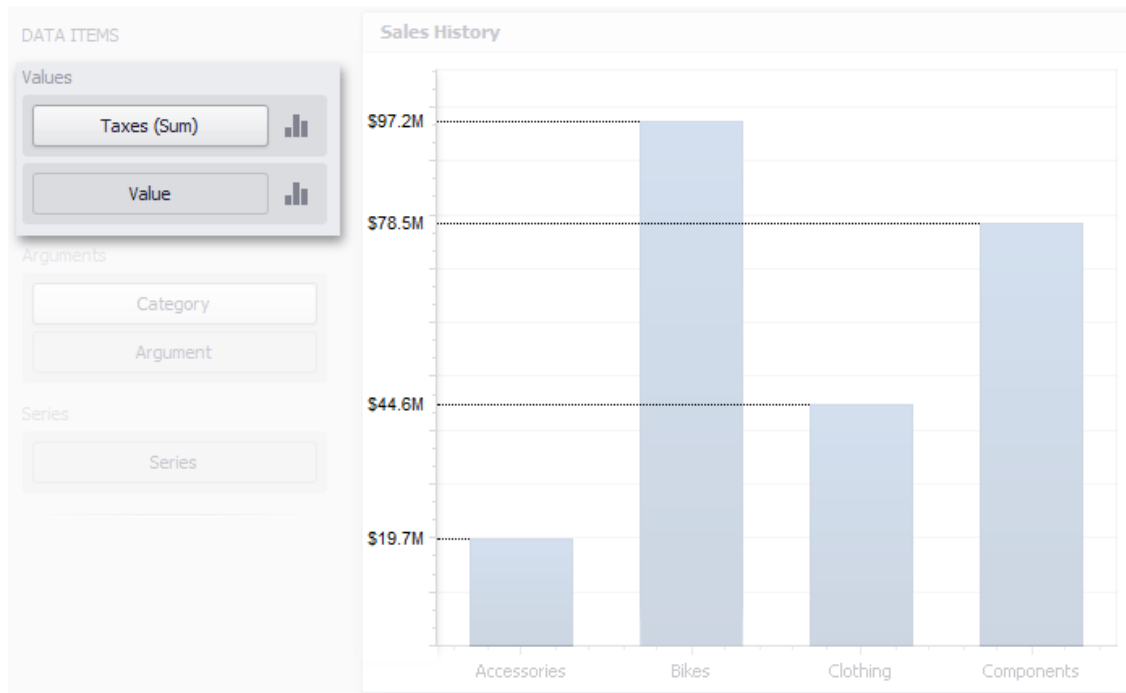 DATA ITEMS
Values
Taxes (Sum)
Value
Arguments
Category
Argument
Series
Series
Sales History
$97.2M
$78.5M
$44.6M
$19.7M
Accessories Bikes Clothing Components